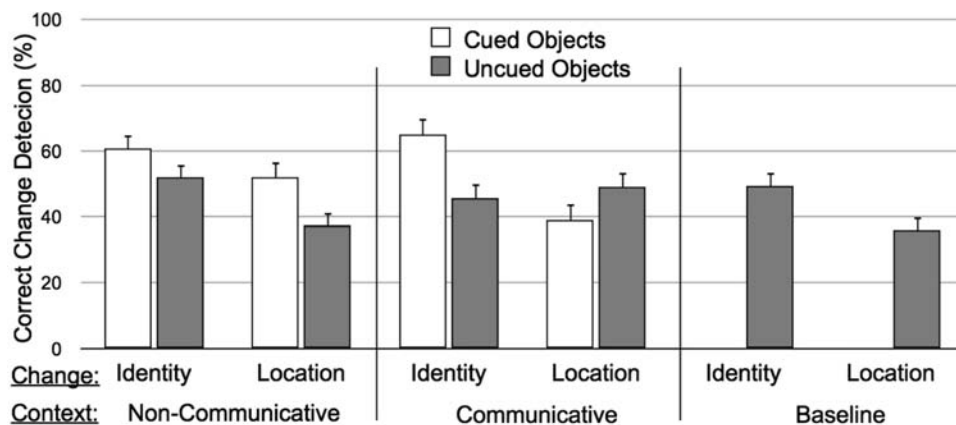 100
80
60
40
20
0
Correct Change Detecion (%)
Cued Objects
Uncued Objects
Change: Identity Location Identity Location Identity Location
Context: Non-Communicative Communicative Baseline